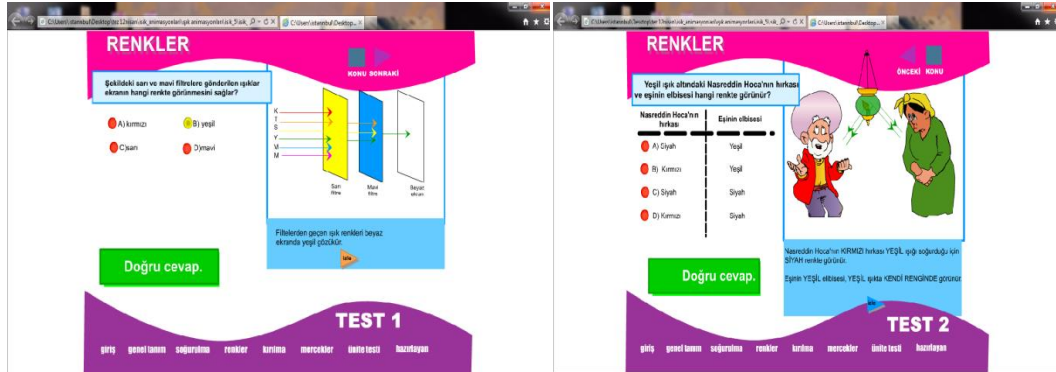 RENKLER
KONU SONRAKİ
Şekildeki sarı ve mavi filtrelere gönderilen ışıklar
ekranın hangi renkte görünmesini sağlar?
A) kırmızı
B) yeşil
C)sarı
D)mavi
K
T
S
Y
M
M
Sarı
filtre
Mavi
filtre
Beyaz
ekran
Filtelerden geçen ışık renkleri beyaz
ekranda yeşil gözükür.
izle
Doğru cevap.
TEST 1
giriş genel tanım soğurulma renkler kırılma mercekler ünite testi hazırlayan
RENKLER
ÖNCEKİ KONU
Yeşil ışık altındaki Nasreddin Hoca'nın hırkası
ve eşinin elbisesi hangi renkte görünür?
Nasreddin Hoca'nın
hırkası
Eşinin elbisesi
A) Siyah Yeşil
B) Kırmızı Yeşil
C) Siyah Siyah
D) Kırmızı Siyah
Nasreddin Hoca'nın KIRMIZI hırkası YEŞİL ışığı soğurduğu için
SİYAH renkte görünür.
Eşinin YEŞİL elbisesi, YEŞİL ışıkta KENDİ RENGİNDE görünür.
Doğru cevap.
TEST 2
giriş genel tanım soğurulma renkler kırılma mercekler ünite testi hazırlayan